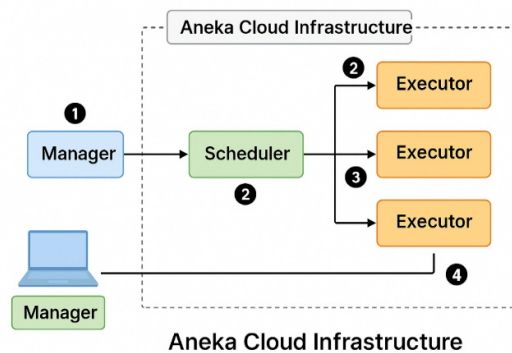 Aneka Cloud Infrastructure
1
2
Executor
Manager
Scheduler
Executor
2
3
Executor
4
Manager
Aneka Cloud Infrastructure